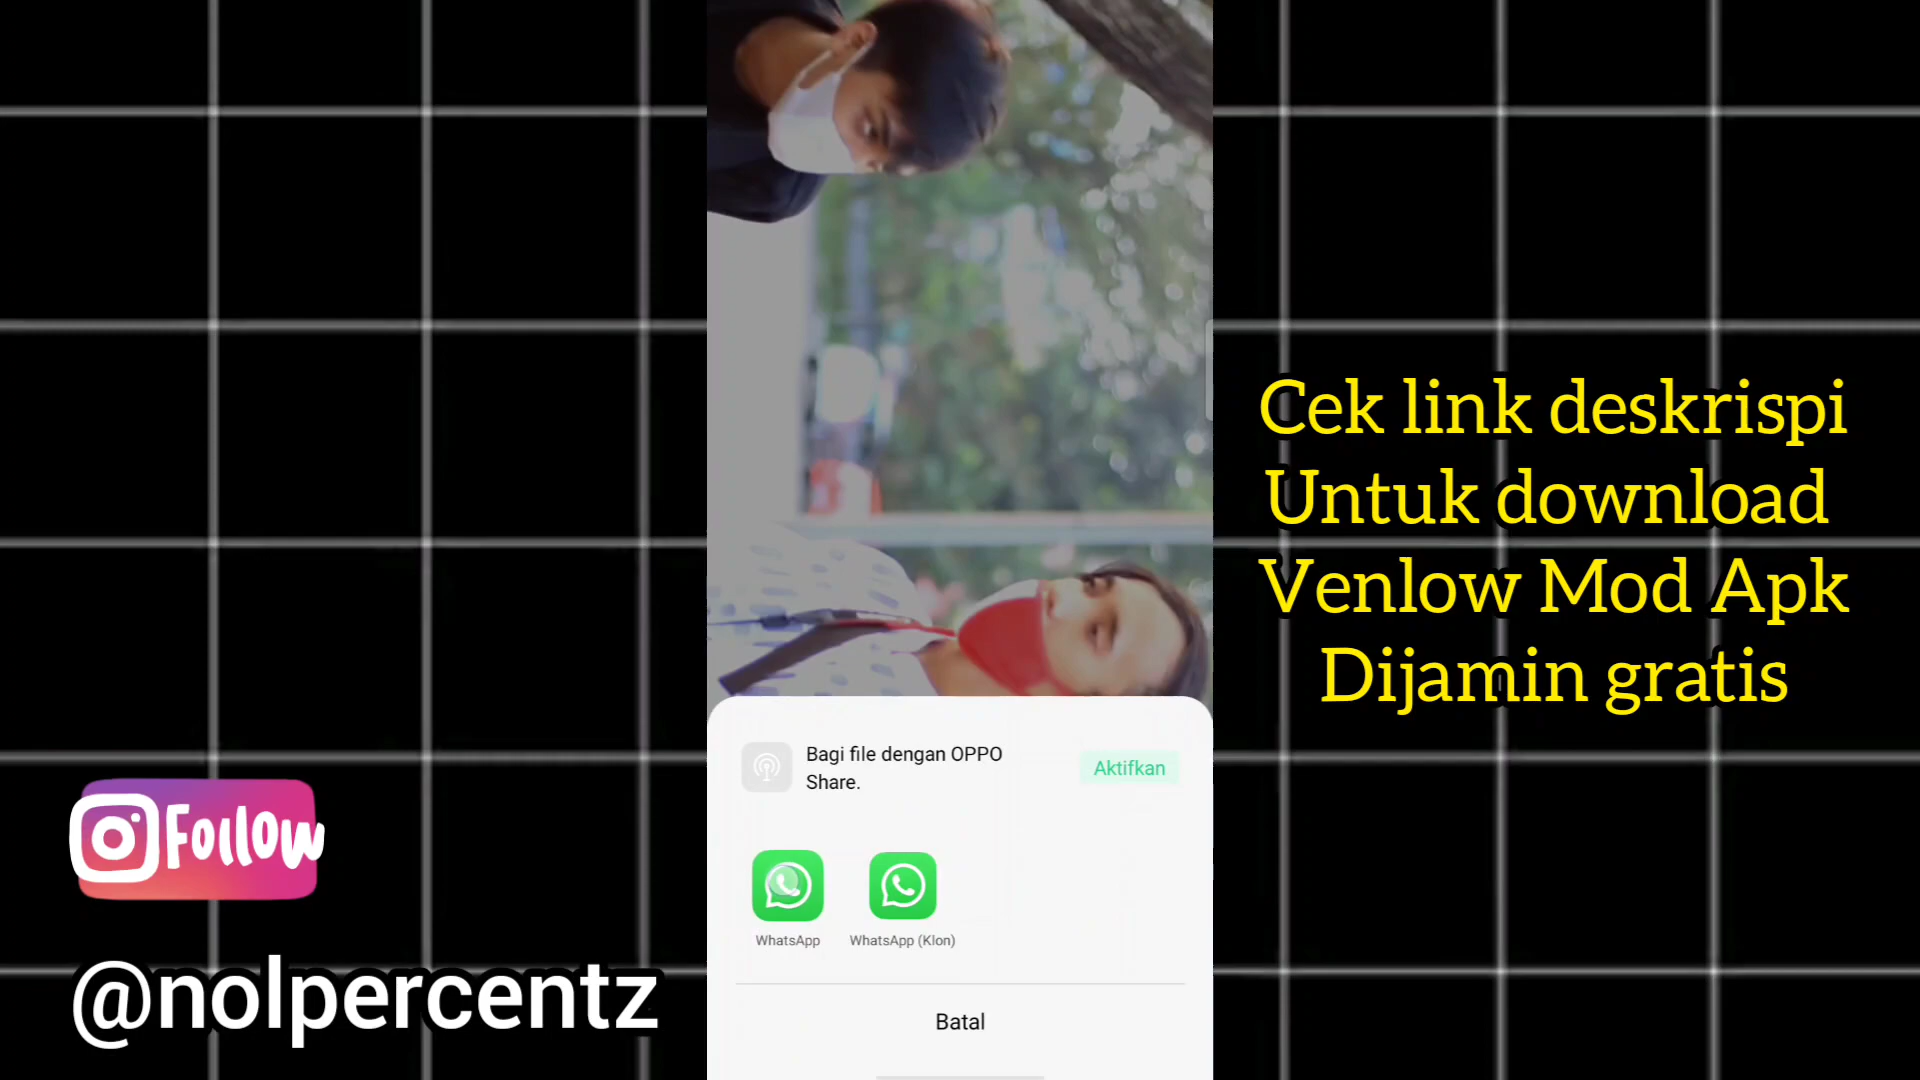 Cek link deskrispi
Untuk download
Venlow Mod Apk
Dijamin gratis
Bagi file dengan OPPO
Share.
Aktifkan
WhatsApp
WhatsApp (Klon)
Batal
Follow
@nolpercentz